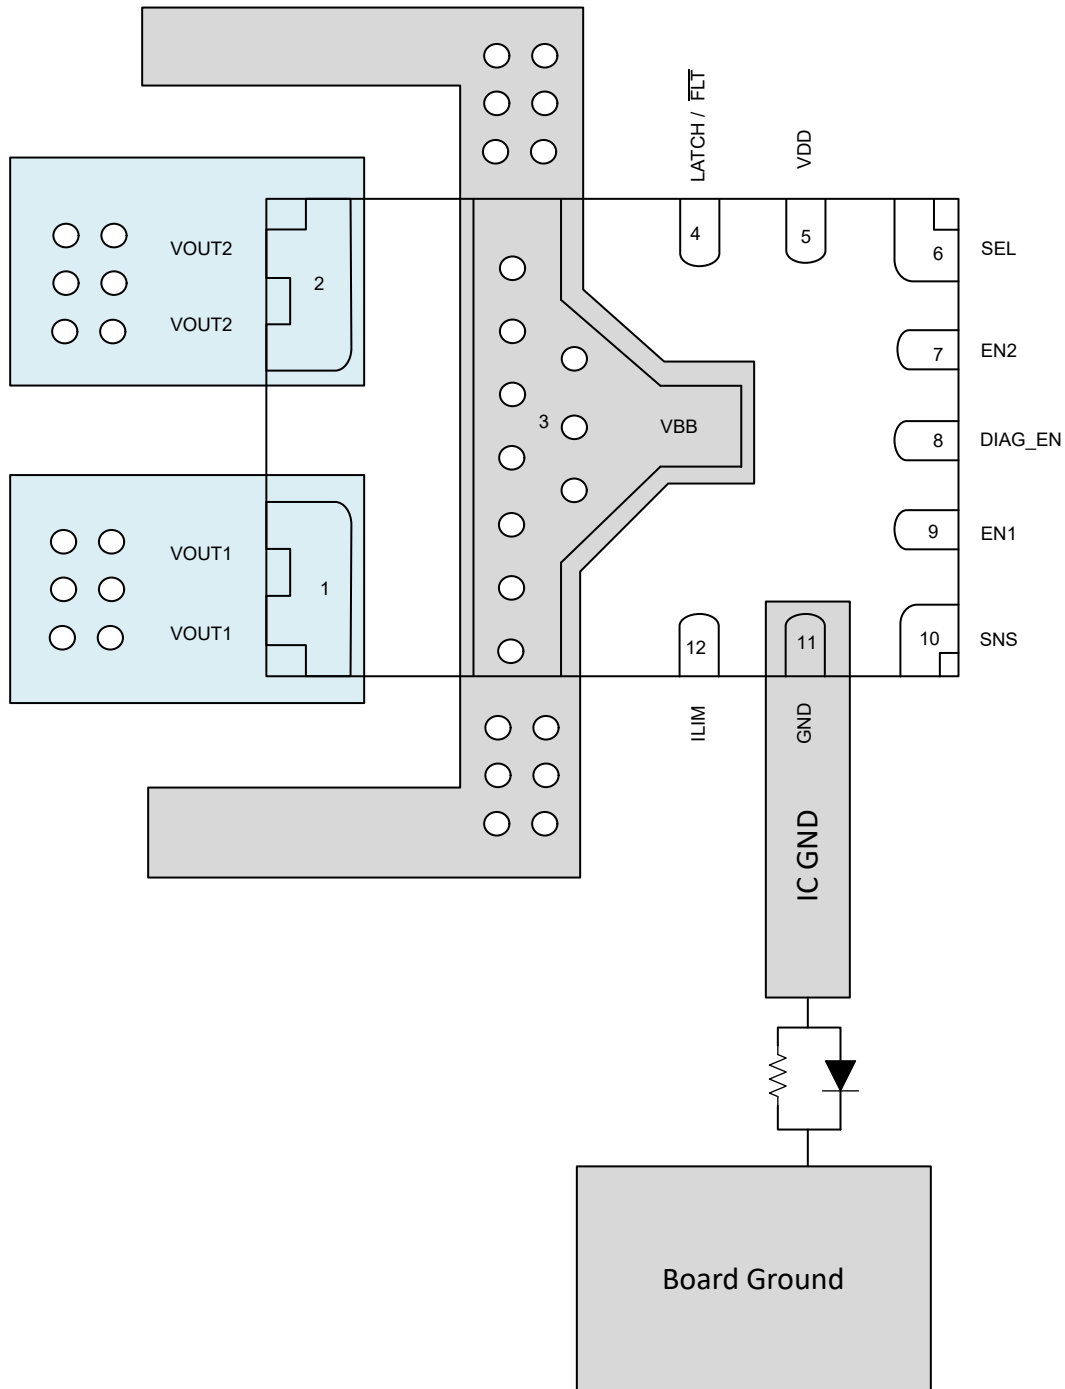 LATCH / FLT
VDD
4
5
6
SEL
VOUT2
2
VOUT2
7
EN2
3
VBB
8
DIAG_EN
9
EN1
VOUT1
1
VOUT1
12
11
10
SNS
ILIM
GND
IC GND
Board Ground